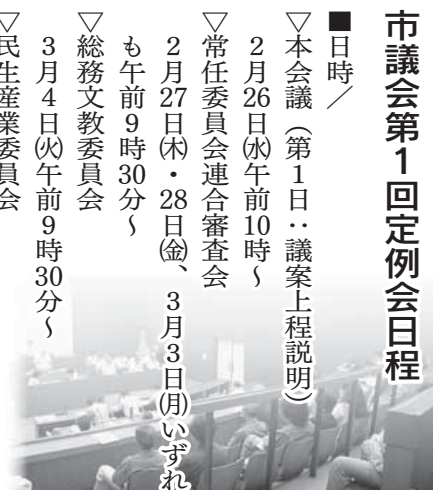 市議会第1回定例会日程
■日時／
▽本会議（第1日：議案上程説明）
２月26日㈬午前10時～
▽常任委員会連合審査会
２月27日㈭・28日㈮、３月３日㈪いずれ
も午前９時30分～
▽総務文教委員会
３月４日㈫午前９時30分～
▽民生産業委員会